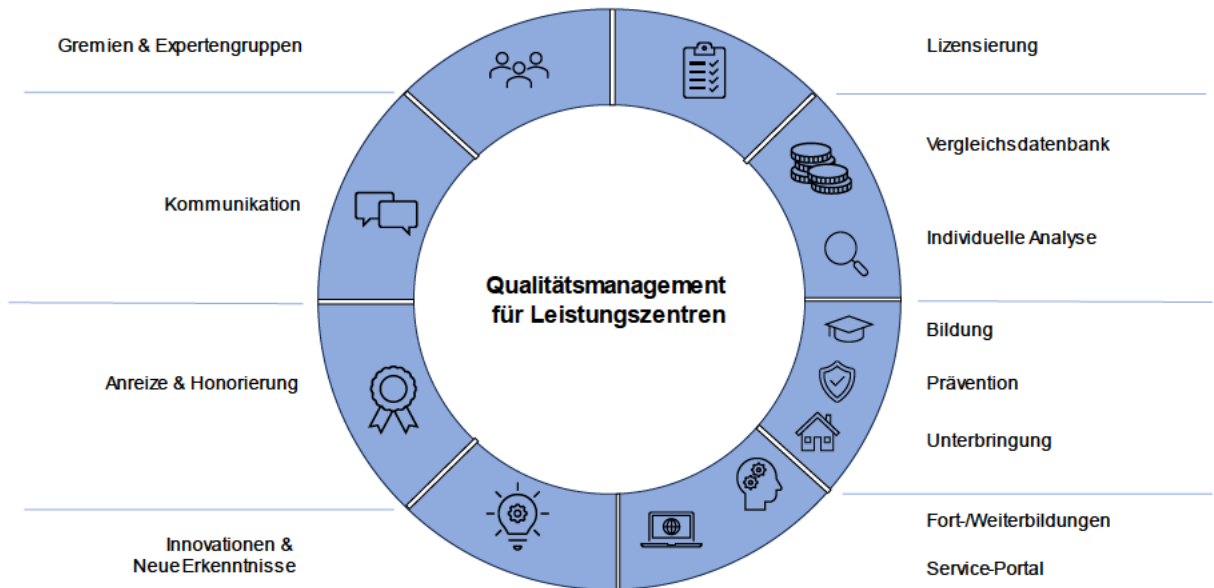 Gremien & Expertengruppen
Lizensierung
Vergleichsdatenbank
Kommunikation
Individuelle Analyse
Qualitätsmanagement
für Leistungszentren
Bildung
Anreize & Honorierung
Prävention
Unterbringung
Fort-/Weiterbildungen
Innovationen &
Neue Erkenntnisse
Service-Portal